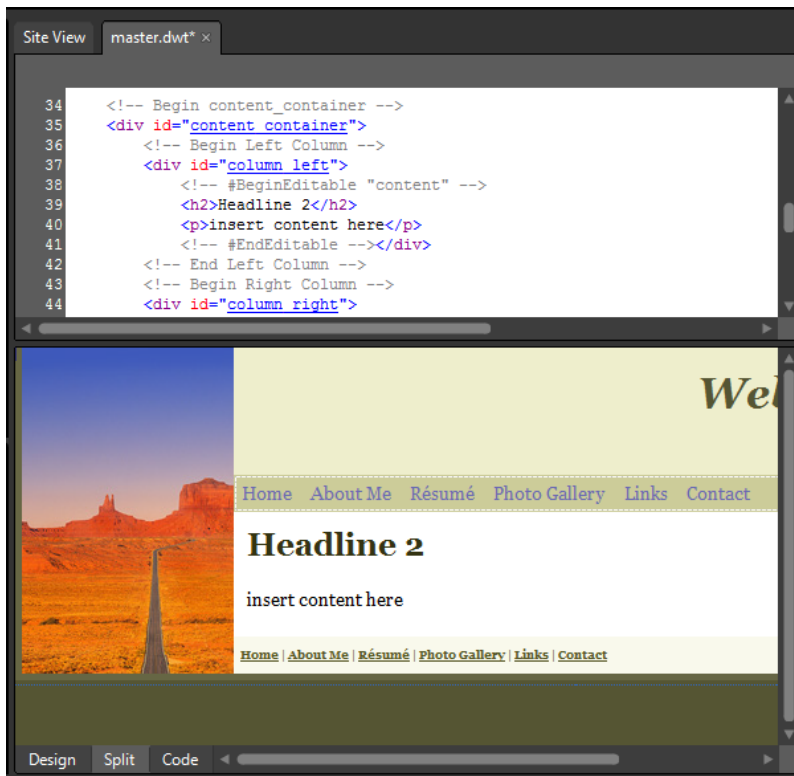 Site View master.dwt* ×
34 <!-- Begin content_container -->
35 <div id="content_container">
36 <!-- Begin Left Column -->
37 <div id="column_left">
38 <!-- #BeginEditable "content" -->
39 <h2>Headline 2</h2>
40 <p>insert content here</p>
41 <!-- #EndEditable --></div>
42 <!-- End Left Column -->
43 <!-- Begin Right Column -->
44 <div id="column_right">
Wel
Home About Me Résumé Photo Gallery Links Contact
Headline 2
insert content here
Home | About Me | Résumé | Photo Gallery | Links | Contact
Design Split Code